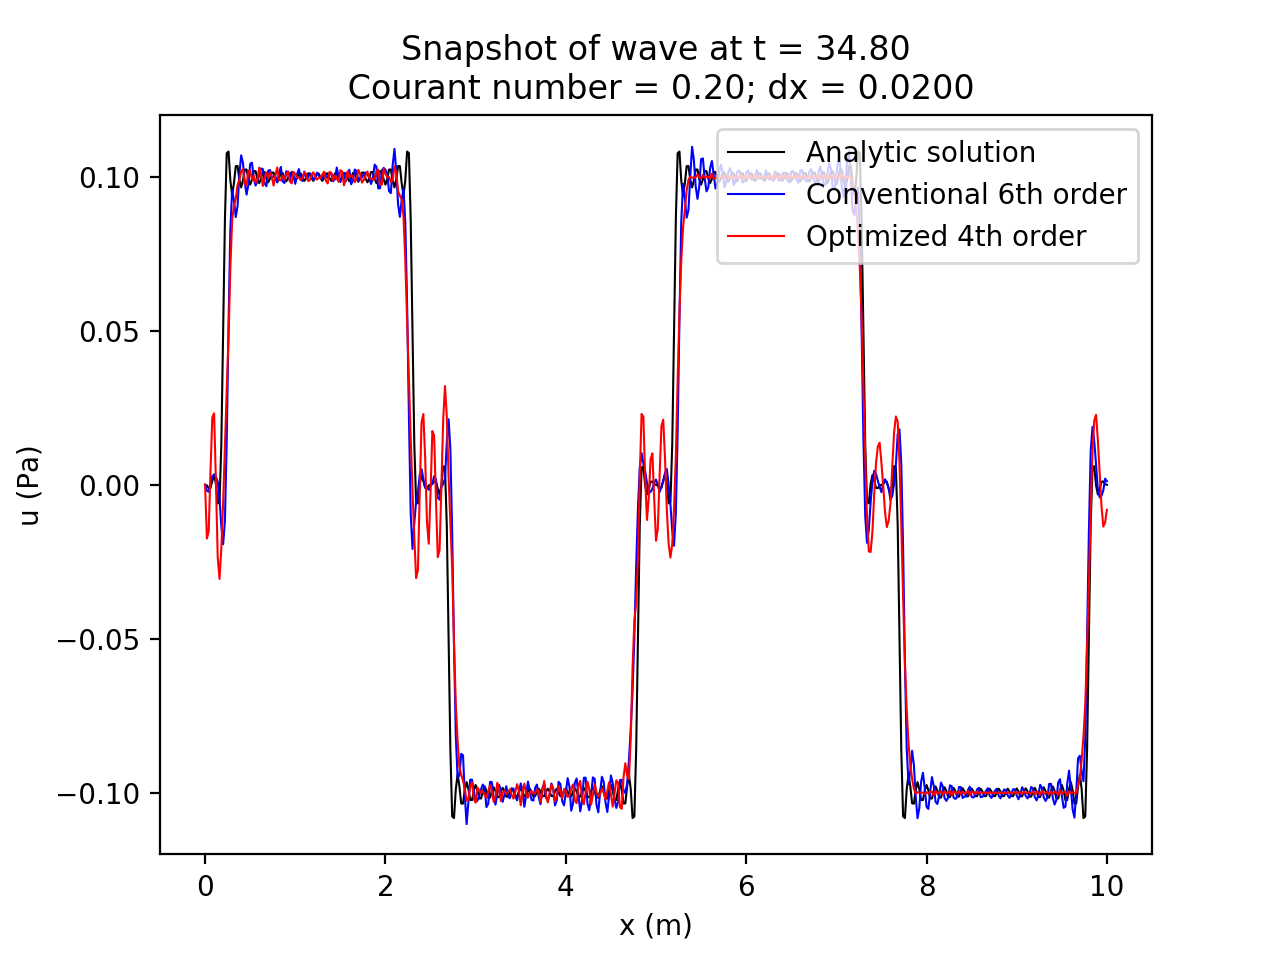 Snapshot of wave at t = 34.80
Courant number = 0.20; dx = 0.0200
Analytic solution
Conventional 6th order
Optimized 4th order
0.10
0.05
0.00
−0.05
−0.10
u (Pa)
0 2 4 6 8 10
x (m)